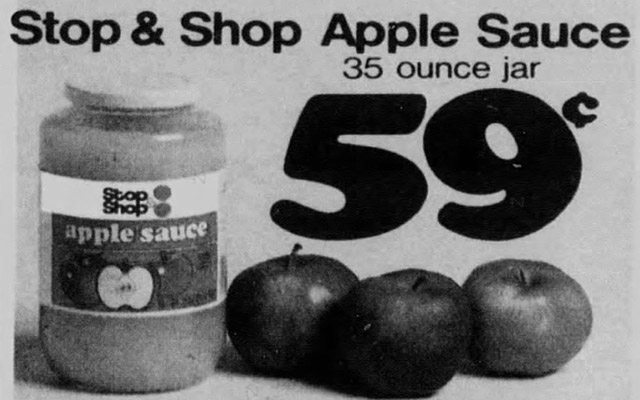 Stop & Shop Apple Sauce
35 ounce jar
59¢
Stop
Shop
apple sauce